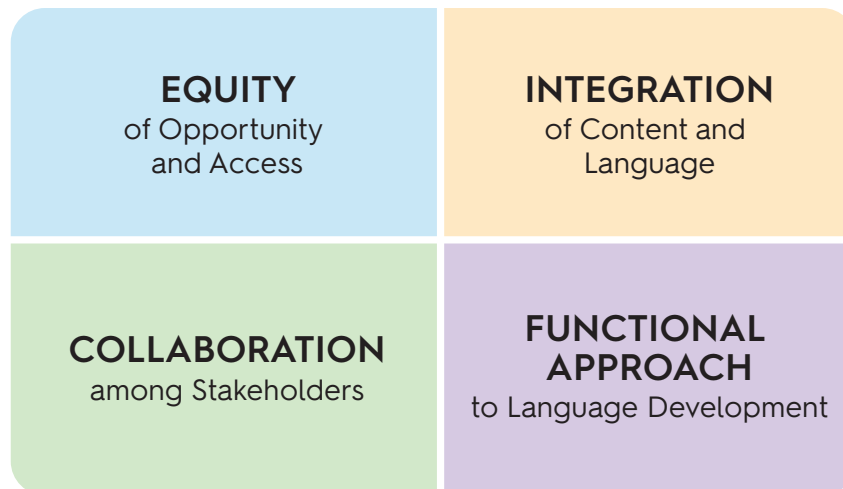 EQUITY
of Opportunity
and Access
INTEGRATION
of Content and
Language
COLLABORATION
among Stakeholders
FUNCTIONAL
APPROACH
to Language Development